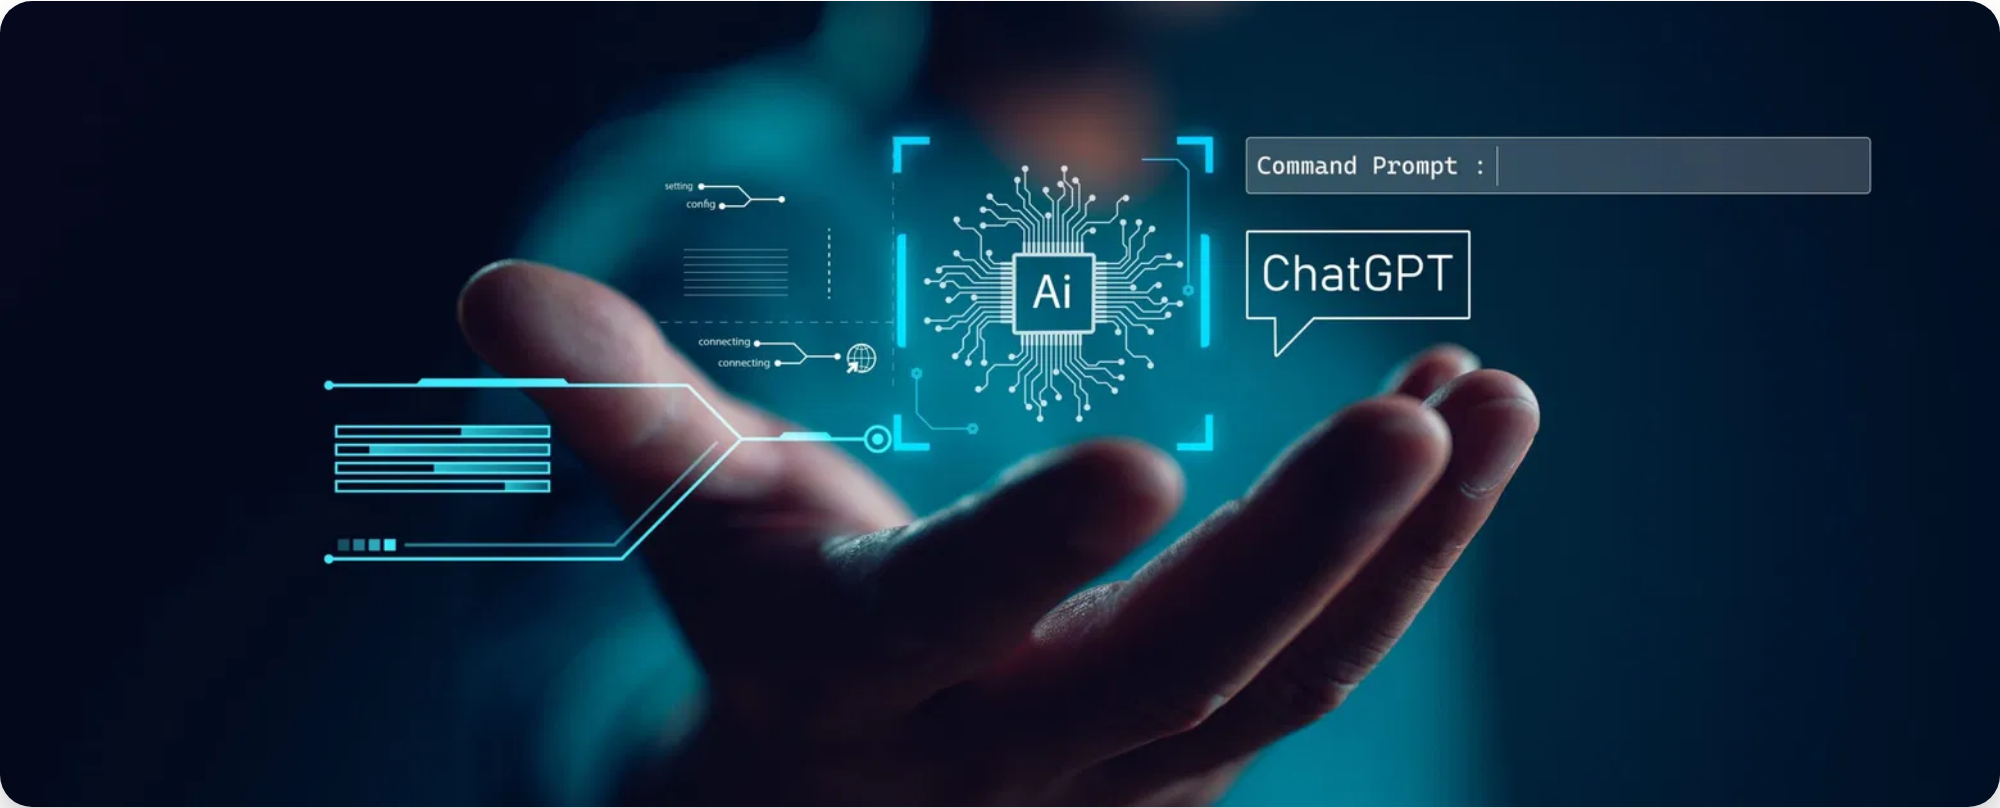 setting
config
connecting
connecting
Ai
Command Prompt :
ChatGPT